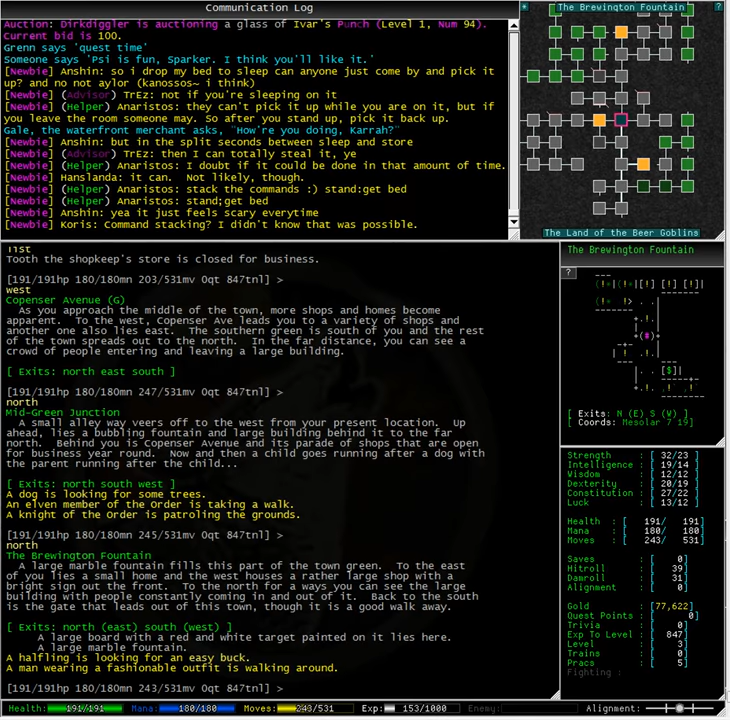 Communication Log
Auction: Dirkdiggler is auctioning a glass of Ivar's Punch (Level 1, Num 94).
Current bid is 100.
Grenn says 'quest time'
Someone says 'Psi is fun, Sparker. I think you'll like it.'
[Newbie] Anshin: so i drop my bed to sleep can anyone just come by and pick it
up? and no not aylor (kanossos~ i think)
[Newbie] (Advisor) TrEz: not if you're sleeping on it
[Newbie] (Helper) Anaristos: they can't pick it up while you are on it, but if
you leave the room someone may. So after you stand up, pick it back up.
Gale, the waterfront merchant asks, "How're you doing, Karrah?"
[Newbie] Anshin: but in the split seconds between sleep and store
[Newbie] (Advisor) TrEz: then I can totally steal it, ye
[Newbie] (Helper) Anaristos: I doubt if it could be done in that amount of time.
[Newbie] Hanslanda: it can.  Not likely, though.
[Newbie] (Helper) Anaristos: stack the commands :) stand:get bed
[Newbie] (Helper) Anaristos: stand;get bed
[Newbie] Anshin: yea it just feels scary everytime
[Newbie] Koris: Command stacking? I didn't know that was possible.
The Brewington Fountain
?
The Land of the Beer Goblins
list
Tooth the shopkeep's store is closed for business.
[191/191hp 180/180mn 203/531mv 0qt 847tnl] >
west
Copenser Avenue (G)
As you approach the middle of the town, more shops and homes become
apparent.  To the west, Copenser Ave leads you to a variety of shops and
another one also lies east.  The southern green is south of you and the rest
of the town spreads out to the north.  In the far distance, you can see a
crowd of people entering and leaving a large building.
[ Exits: north east south ]
[191/191hp 180/180mn 247/531mv 0qt 847tnl] >
north
Mid-Green Junction
A small alley way veers off to the west from your present location.  Up
ahead, lies a bubbling fountain and large building behind it to the far
north.  Behind you is Copenser Avenue and its parade of shops that are open
for business year round.  Now and then a child goes running after a dog with
the parent running after the child...
[ Exits: north south west ]
A dog is looking for some trees.
An elven member of the Order is taking a walk.
A knight of the Order is patroling the grounds.
[191/191hp 180/180mn 245/531mv 0qt 847tnl] >
north
The Brewington Fountain
A large marble fountain fills this part of the town green.  To the east
of you lies a small home and the west houses a rather large shop with a
bright sign out the front.  To the north for a ways you can see the large
building with people constantly coming in and out of it.  Back to the south
is the gate that leads out of this town, though it is a good walk away.
[ Exits: north (east) south (west) ]
A large board with a red and white target painted on it lies here.
A large marble fountain.
A halfling is looking for an easy buck.
A man wearing a fashionable outfit is walking around.
[191/191hp 180/180mn 243/531mv 0qt 847tnl] >
The Brewington Fountain
?
[ Exits: N (E) S (W) ]
[ Coords: Mesolar 7 19]
Strength : [ 32/23 ]
Intelligence : [ 19/14 ]
Wisdom : [ 12/12 ]
Dexterity : [ 20/19 ]
Constitution : [ 27/22 ]
Luck : [ 13/12 ]
Health : [ 191/ 191]
Mana : [ 180/ 180]
Moves : [ 243/ 531]
Saves : [ 0]
Hitroll : [ 39]
Damroll : [ 31]
Alignment : [ 0]
Gold : [77,622]
Quest Points : [ 0]
Trivia : [ 0]
Exp To Level : [ 847]
Level : [ 3]
Trains : [ 0]
Pracs : [ 5]
Fighting :
Health: 191/191 Mana: 180/180 Moves: 243/531 Exp: 153/1000 Enemy: Alignment: